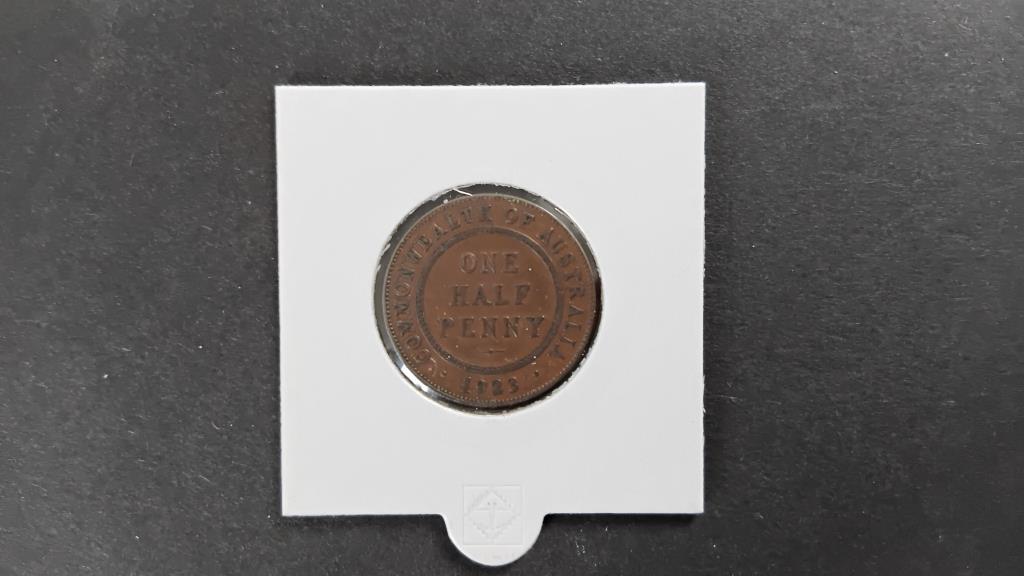 COMMONWEALTH OF AUSTRALIA
ONE
HALF
PENNY
1923